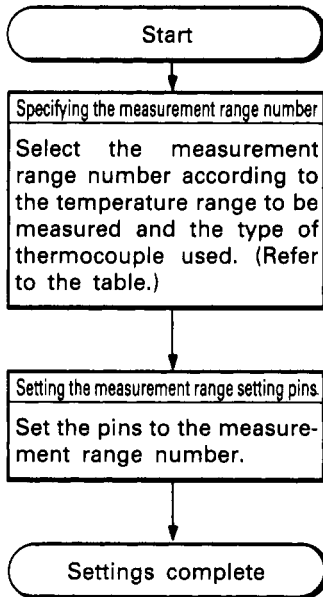 Start
Specifying the measurement range number
Select the measurement
range number according to
the temperature range to be
measured and the type of
thermocouple used. (Refer
to the table.)
Setting the measurement range setting pins
Set the pins to the measure-
ment range number.
Settings complete